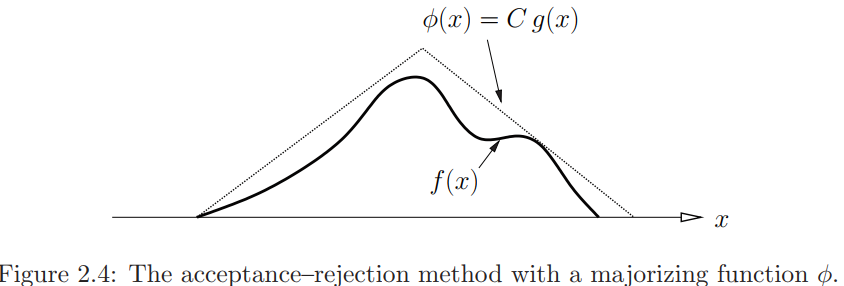 ϕ(x) = C g(x)
f(x)
x
Figure 2.4: The acceptance–rejection method with a majorizing function ϕ.